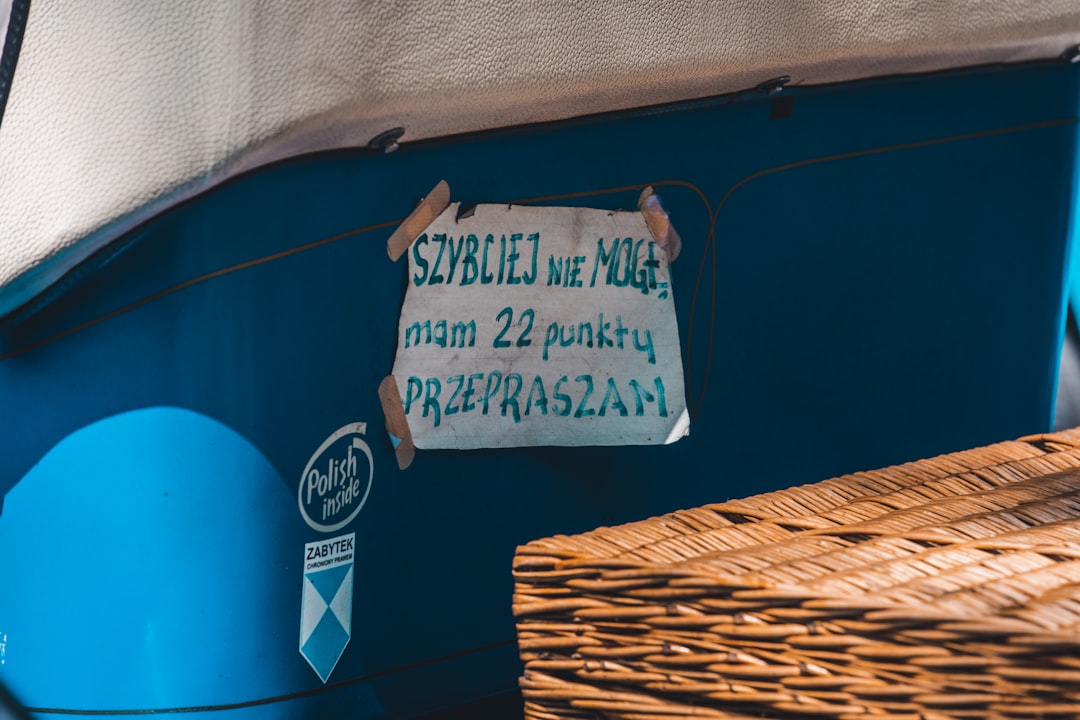 SZYBCIEJ NIE MOGĘ
mam 22 punkty
PRZEPRASZAM
Polish
inside
ZABYTEK
CHRONIONY PRAWEM